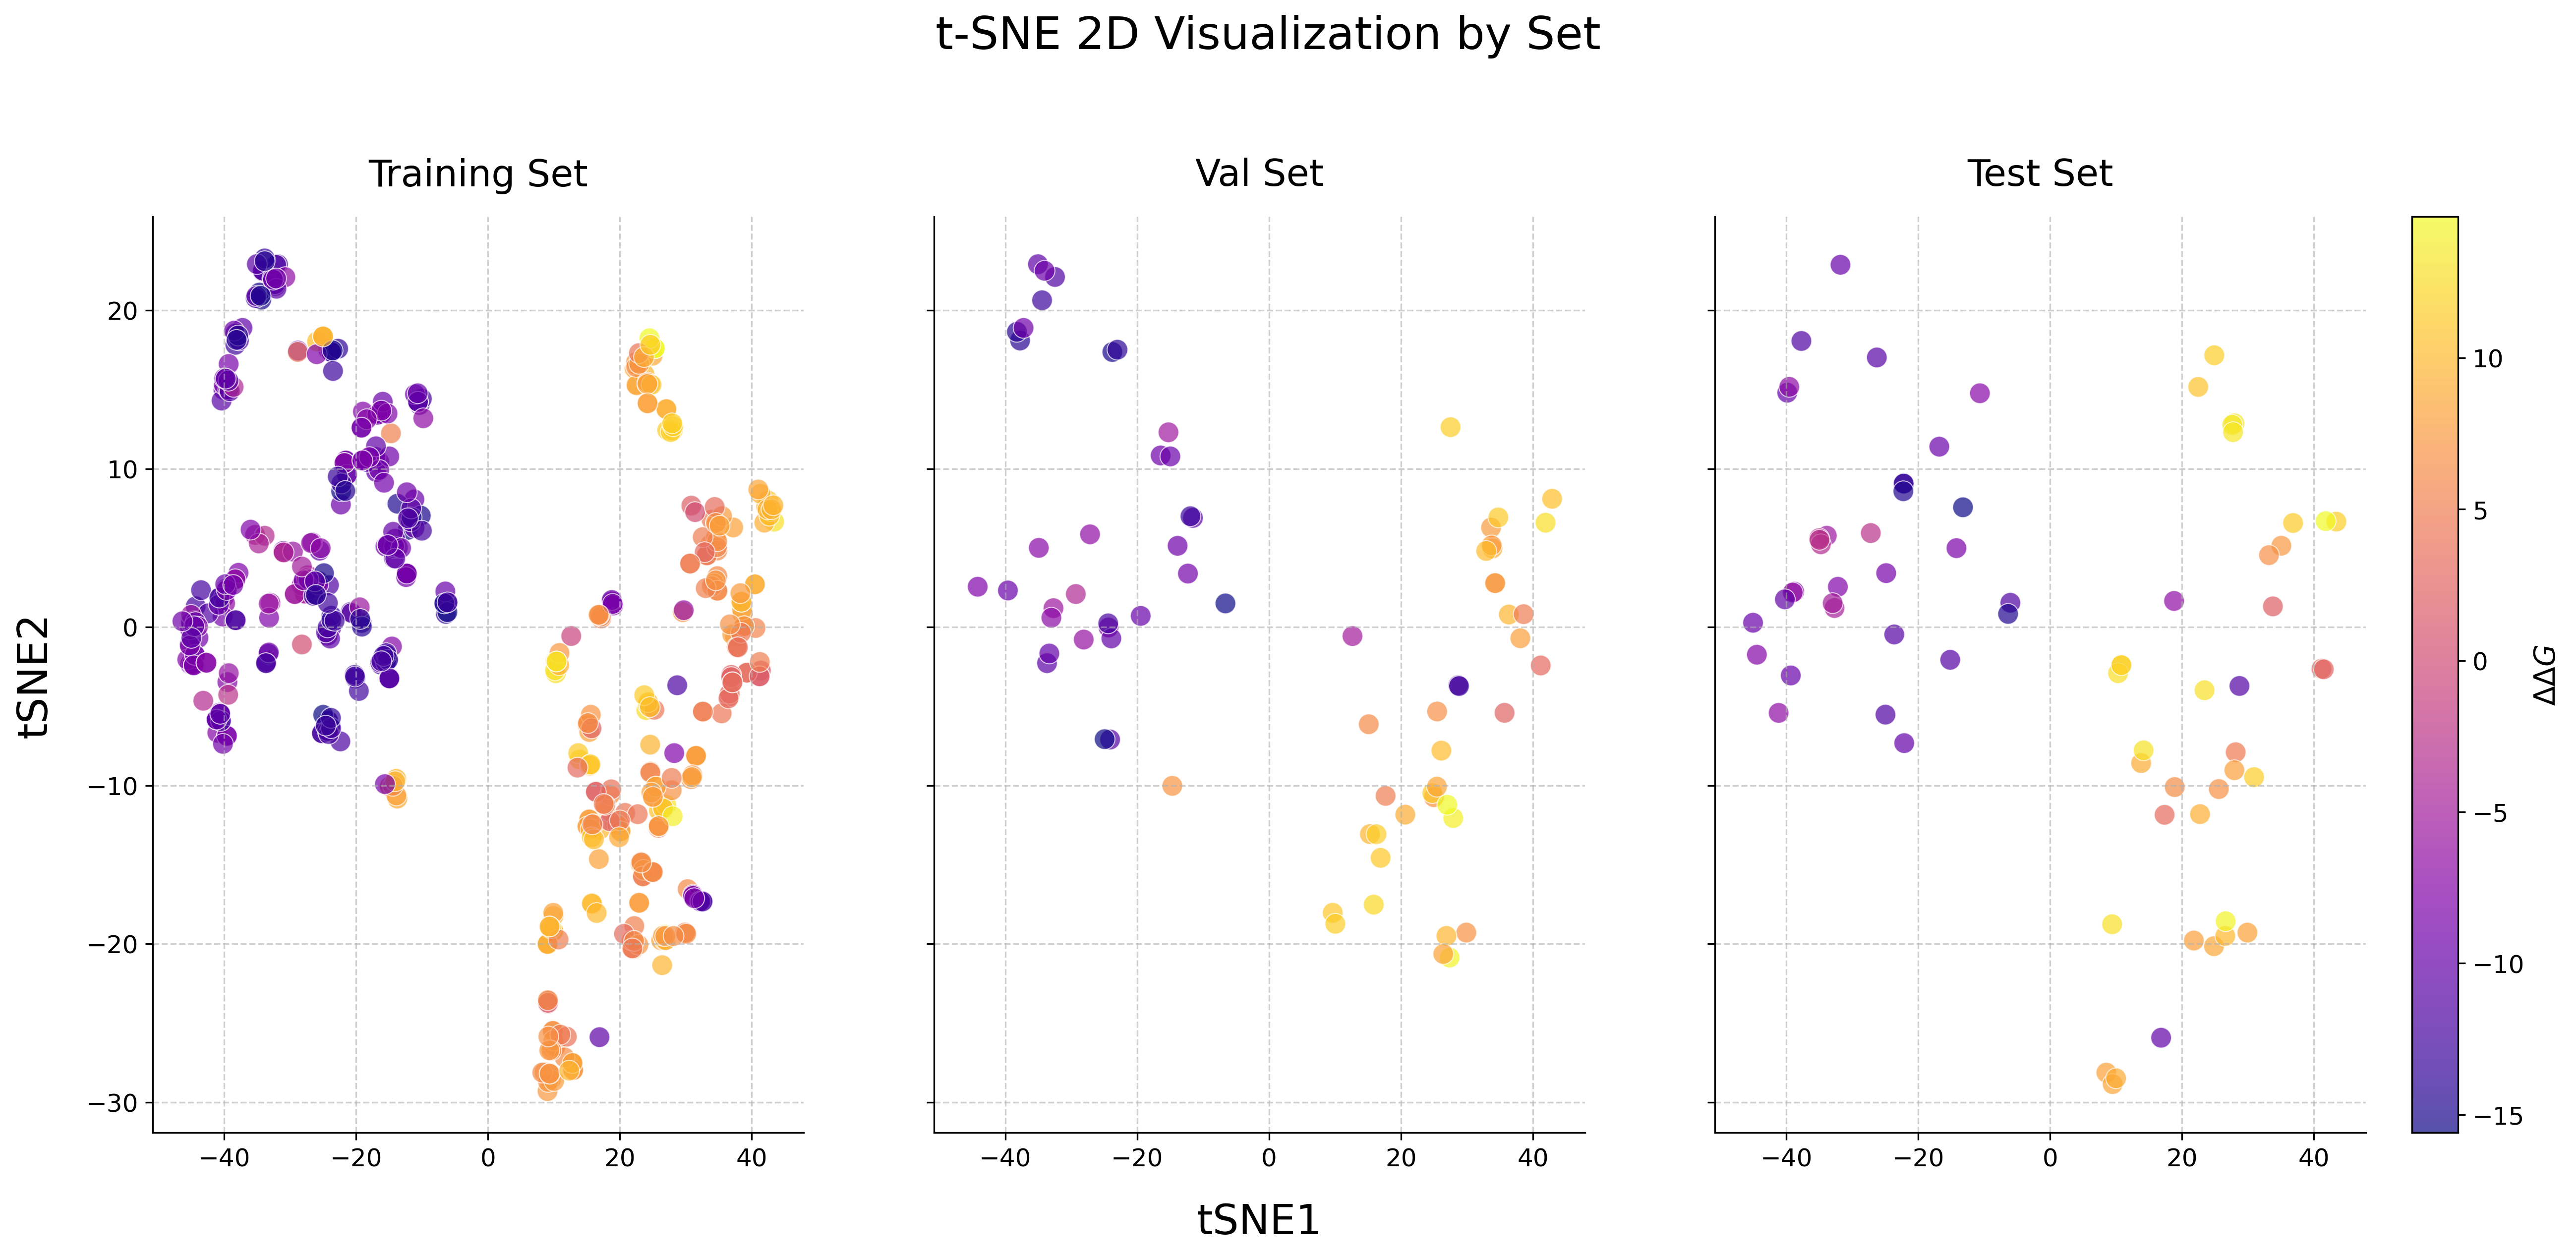 t-SNE 2D Visualization by Set
Training Set
Val Set
Test Set
tSNE2
20
10
0
−10
−20
−30
−40 −20 0 20 40
−40 −20 0 20 40
−40 −20 0 20 40
tSNE1
10
5
0
−5
−10
−15
ΔΔG